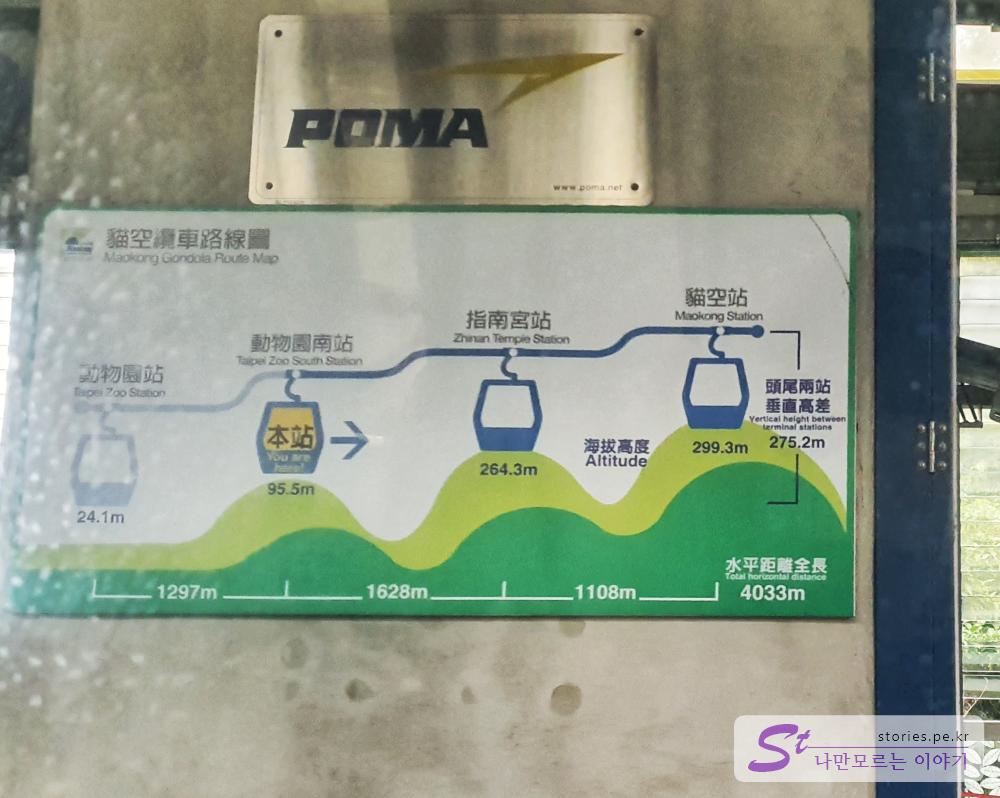 POMA
www.poma.net
貓空纜車路線圖
Maokong Gondola Route Map
動物園站
Taipei Zoo Station
動物園南站
Taipei Zoo South Station
指南宮站
Zhinan Temple Station
貓空站
Maokong Station
本站
You are
here!
24.1m
95.5m
264.3m
海拔高度
Altitude
299.3m
頭尾兩站
垂直高差
Vertical height between
terminal stations
275.2m
1297m
1628m
1108m
水平距離全長
Total horizontal distance
4033m
St
stories.pe.kr
나만모르는 이야기